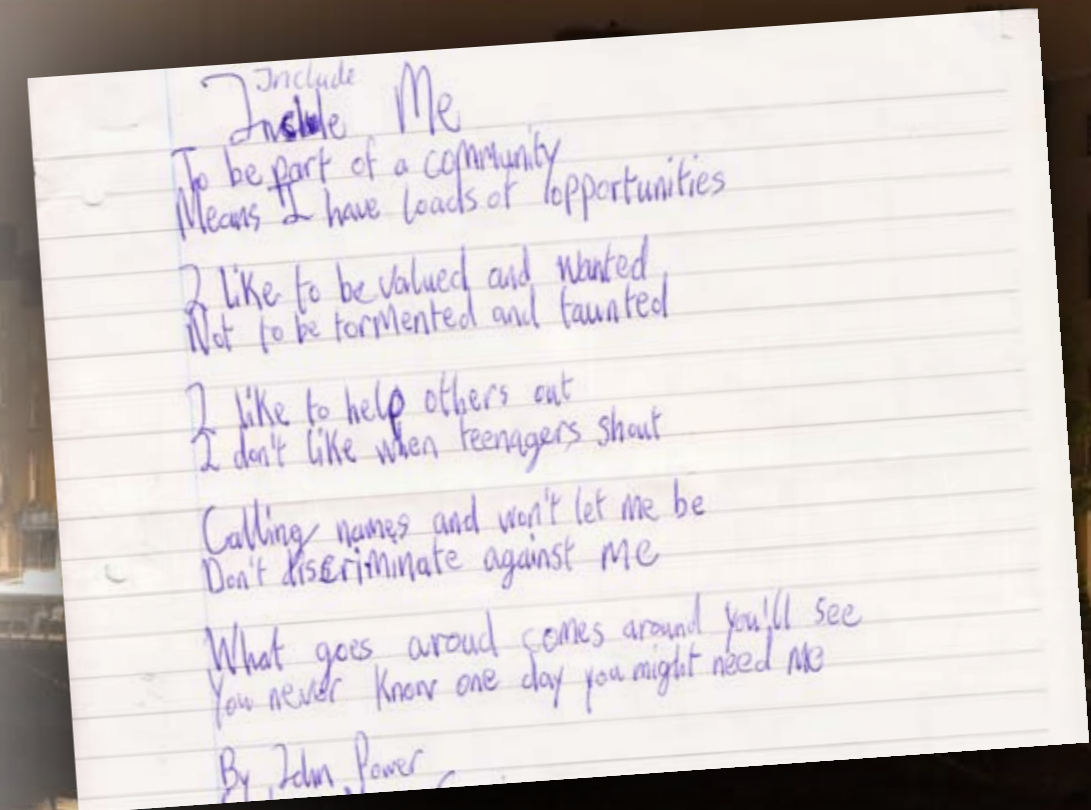 Include
Include Me
To be part of a community
Means I have loads of opportunities
I like to be valued and wanted
Not to be tormented and taunted
I like to help others out
I don't like when teenagers shout
Calling names and won't let me be
Don't discriminate against me
What goes aroud comes around you'll see
You never know one day you might need me
By John Power